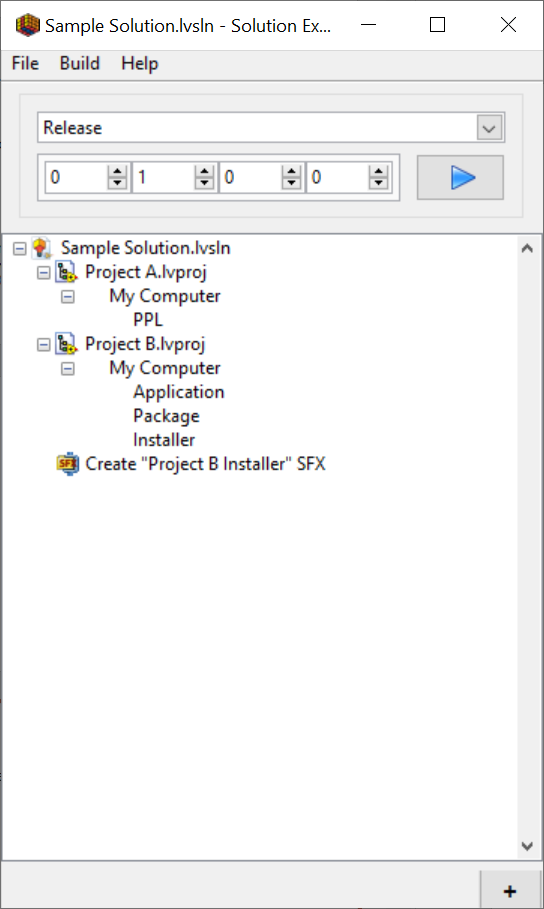 Sample Solution.lvsln - Solution Ex...
File Build Help
Release
0 1 0 0
Sample Solution.lvsln
Project A.lvproj
My Computer
PPL
Project B.lvproj
My Computer
Application
Package
Installer
SFX Create "Project B Installer" SFX
+